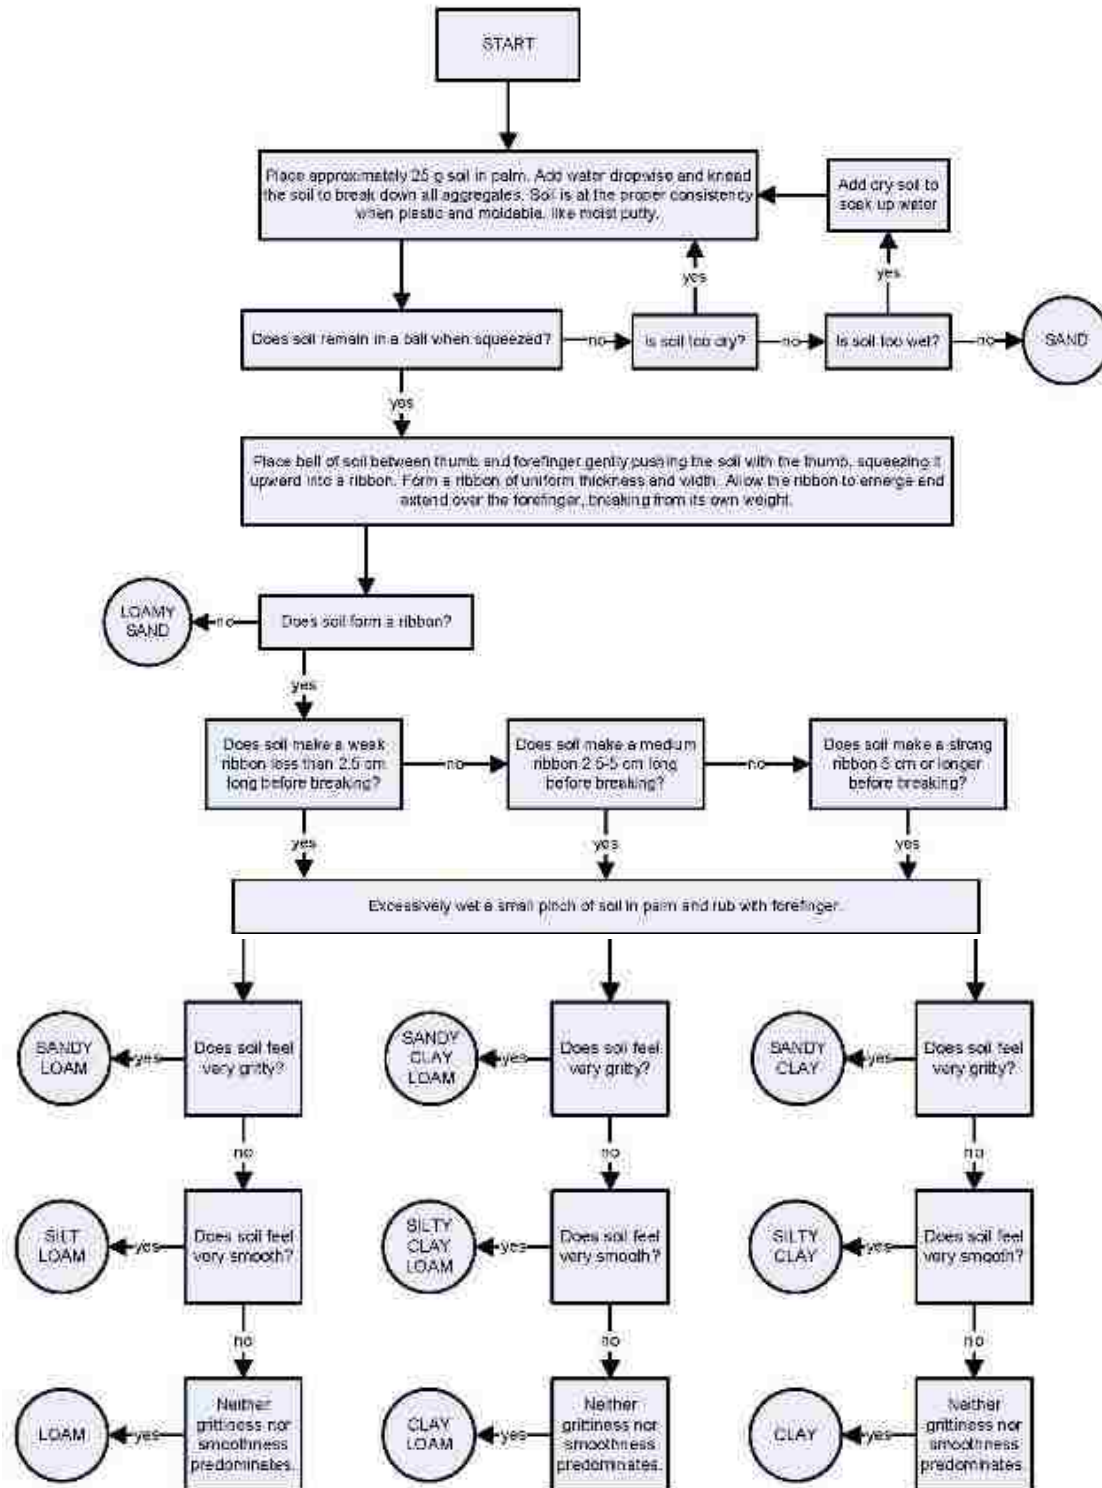 START
Place approximately 25 g soil in palm. Add water dropwise and knead
the soil to break down all aggregates. Soil is at the proper consistency
when plastic and moldable, like moist putty.
Add dry soil to
soak up water
yes
yes
Does soil remain in a ball when squeezed?
no
Is soil too dry?
no
Is soil too wet?
no
SAND
yes
Place ball of soil between thumb and forefinger gently pushing the soil with the thumb, squeezing it
upward into a ribbon. Form a ribbon of uniform thickness and width. Allow the ribbon to emerge and
extend over the forefinger, breaking from its own weight.
LOAMY
SAND
no
Does soil form a ribbon?
yes
Does soil make a weak
ribbon less than 2.5 cm
long before breaking?
no
Does soil make a medium
ribbon 2.5-5 cm long
before breaking?
no
Does soil make a strong
ribbon 5 cm or longer
before breaking?
yes
yes
yes
Excessively wet a small pinch of soil in palm and rub with forefinger.
SANDY
LOAM
yes
Does soil feel
very gritty?
SANDY
CLAY
LOAM
yes
Does soil feel
very gritty?
SANDY
CLAY
yes
Does soil feel
very gritty?
no
no
no
SILT
LOAM
yes
Does soil feel
very smooth?
SILTY
CLAY
LOAM
yes
Does soil feel
very smooth?
SILTY
CLAY
yes
Does soil feel
very smooth?
no
no
no
LOAM
yes
Neither
grittiness nor
smoothness
predominates.
CLAY
LOAM
yes
Neither
grittiness nor
smoothness
predominates.
CLAY
yes
Neither
grittiness nor
smoothness
predominates.